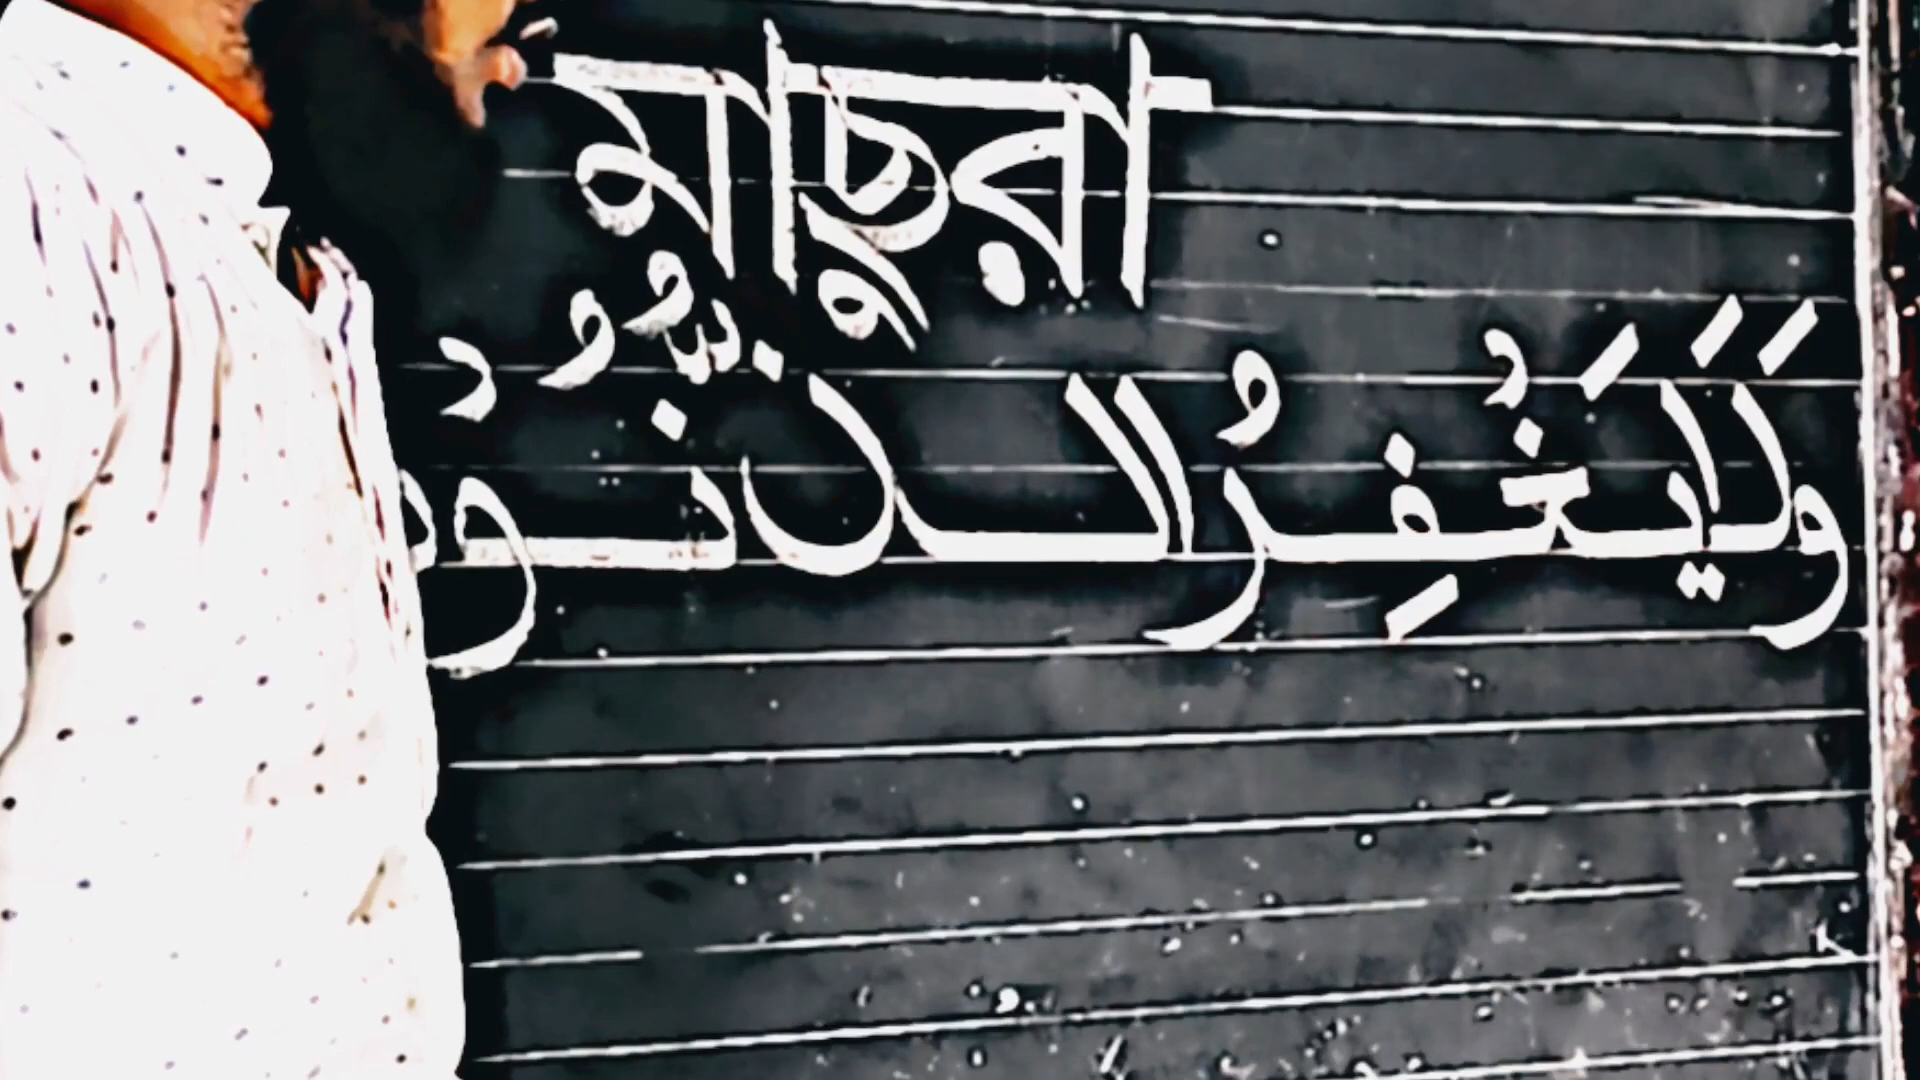 মাছুরা
وَلَا يَغْفِرُ الذُّنُوْب